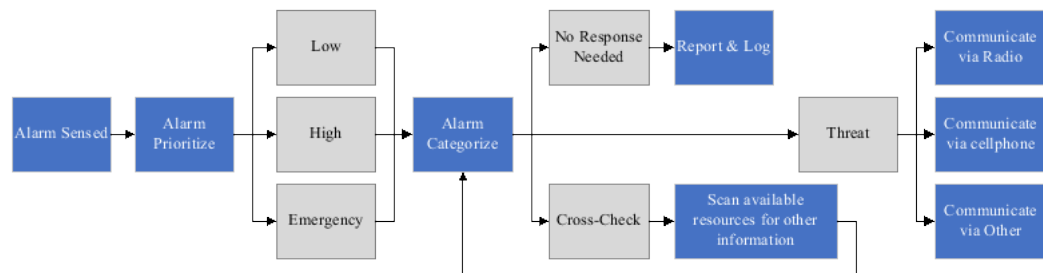 Alarm Sensed
Alarm
Prioritize
Low
High
Emergency
Alarm
Categorize
No Response
Needed
Report & Log
Cross-Check
Scan available
resources for other
information
Threat
Communicate
via Radio
Communicate
via cellphone
Communicate
via Other